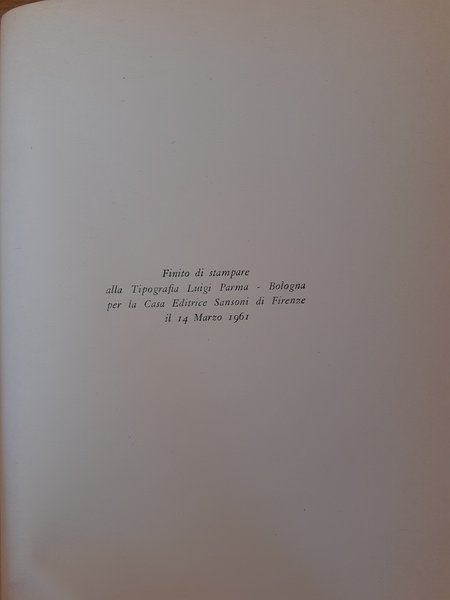 Finito di stampare
alla Tipografia Luigi Parma - Bologna
per la Casa Editrice Sansoni di Firenze
il 14 Marzo 1961